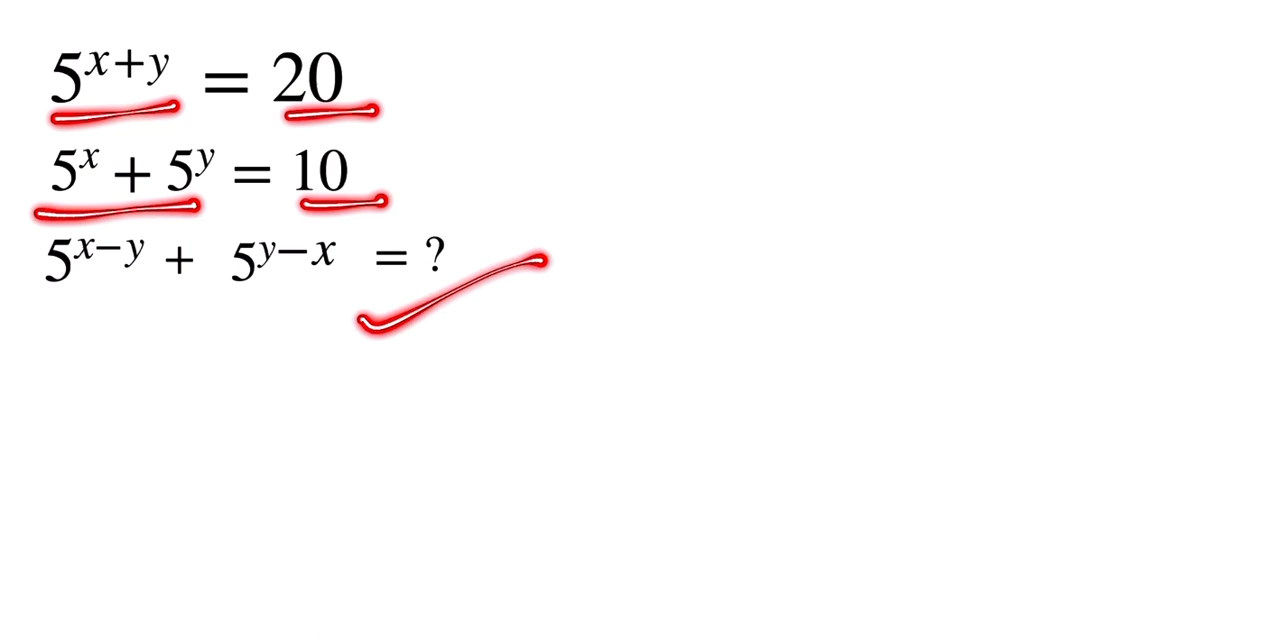 5^{x+y} = 20
5^x + 5^y = 10
5^{x−y} + 5^{y−x} = ?